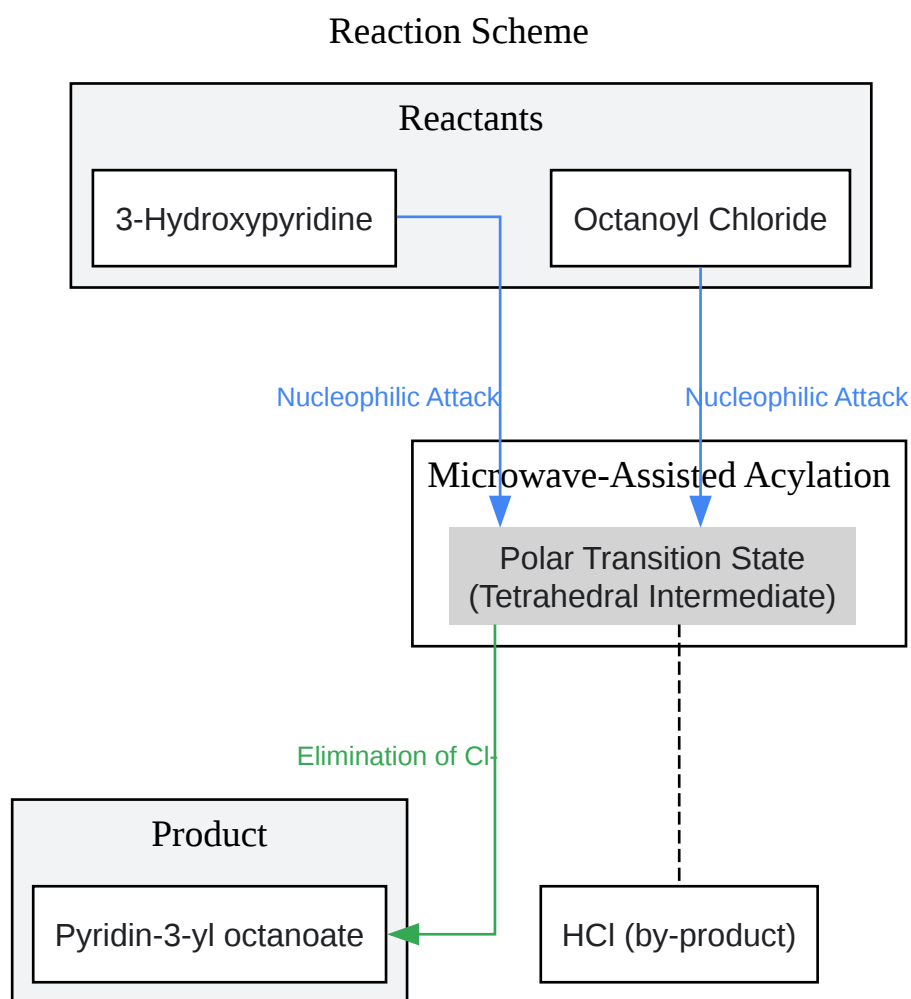 Reaction Scheme
Reactants
3-Hydroxypyridine
Octanoyl Chloride
Nucleophilic Attack
Nucleophilic Attack
Microwave-Assisted Acylation
Polar Transition State
(Tetrahedral Intermediate)
Elimination of Cl-
Product
Pyridin-3-yl octanoate
HCl (by-product)